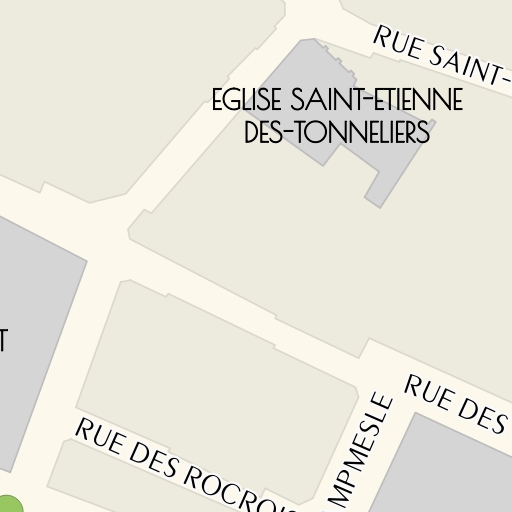 RUE SAINT-
EGLISE SAINT-ETIENNE
DES-TONNELIERS
T
RUE DES
MPMESLE
RUE DES ROCROIS